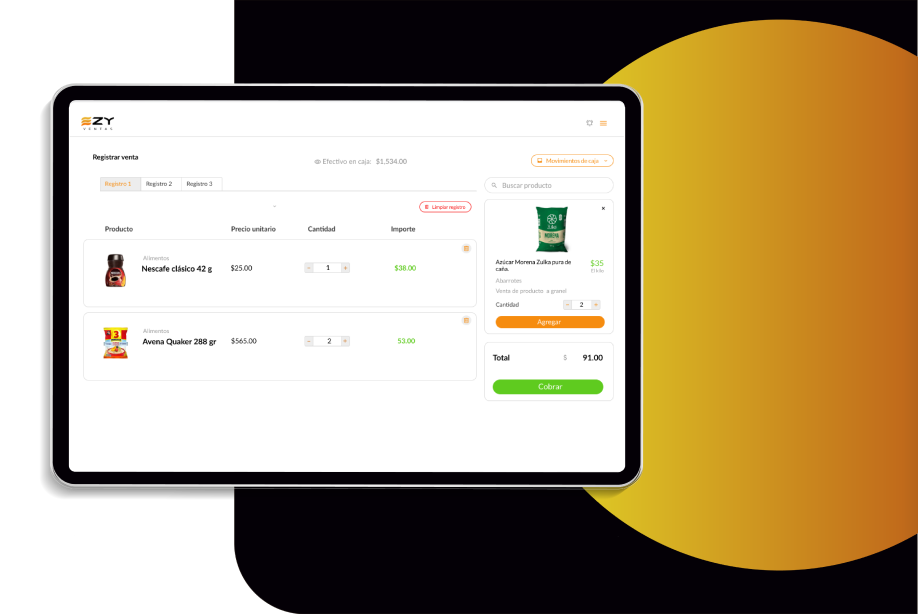 EZY
VENTAS
Registrar venta
Efectivo en caja: $1,534.00
Movimientos de caja
Registro 1 Registro 2 Registro 3
Buscar producto
Limpiar registro
Producto Precio unitario Cantidad Importe
Alimentos
Nescafe clásico 42 g $25.00 - 1 + $38.00
Alimentos
Avena Quaker 288 gr $565.00 - 2 + 53.00
×
Zulka
MORENA
Azúcar Morena Zulka pura de
caña.
$35
Abarrotes
Venta de producto: a granel
Cantidad - 2 +
Agregar
Total $ 91.00
Cobrar